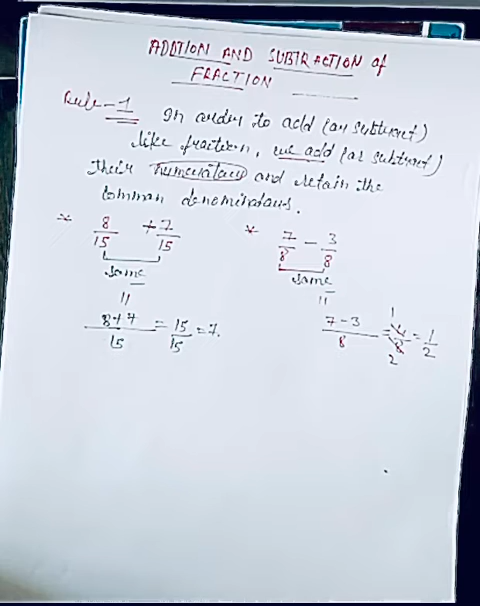 ADDTION AND SUBTRACTION of
FRACTION
Rule-1 In order to add (or subtract)
like fraction, we add (or subtract)
their numerators and retain the
common denominators.
* 8/15 + 7/15 * 7/8 - 3/8
same same
= =
8+7/15 = 15/15 = 1. 7-3/8 = 4/8 = 1/2